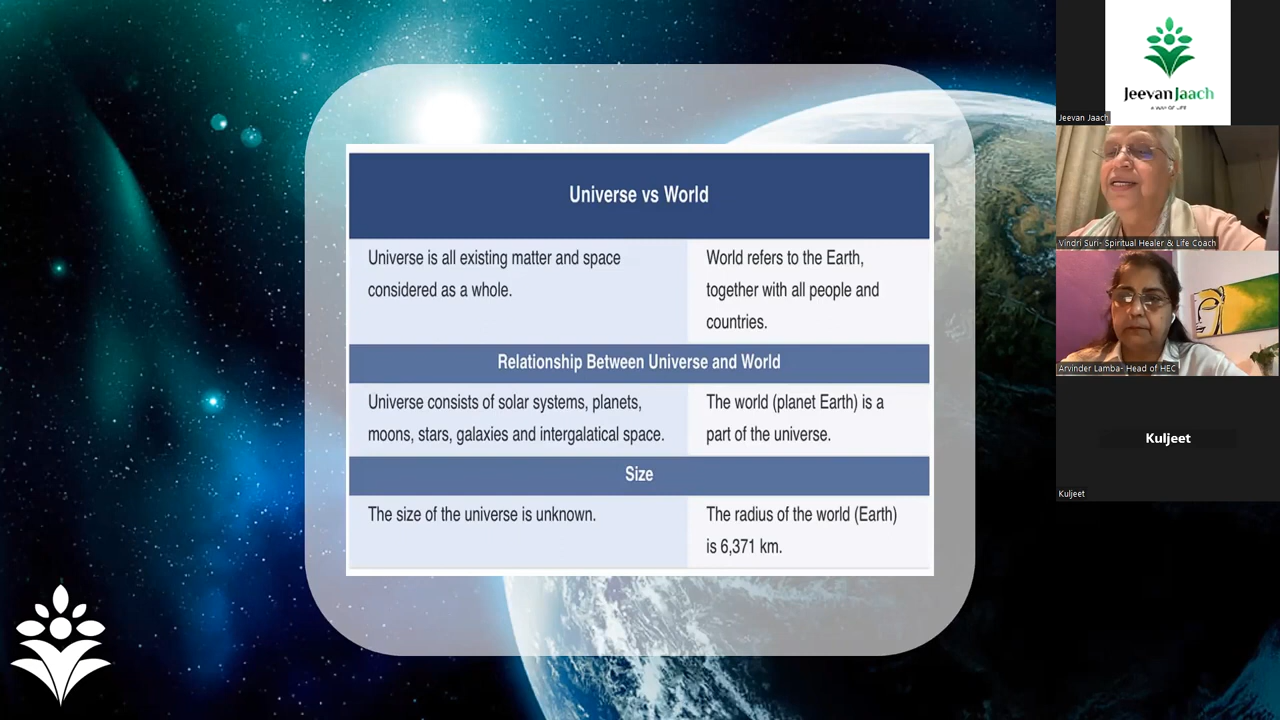 Universe vs World
Universe is all existing matter and space
considered as a whole.
World refers to the Earth,
together with all people and
countries.
Relationship Between Universe and World
Universe consists of solar systems, planets,
moons, stars, galaxies and intergalatical space.
The world (planet Earth) is a
part of the universe.
Size
The size of the universe is unknown.
The radius of the world (Earth)
is 6,371 km.
JeevanJaach
A WAY OF LIFE
Jeevan Jaach
Vindri Suri- Spiritual Healer & Life Coach
Arvinder Lamba- Head of HEC
Kuljeet
Kuljeet